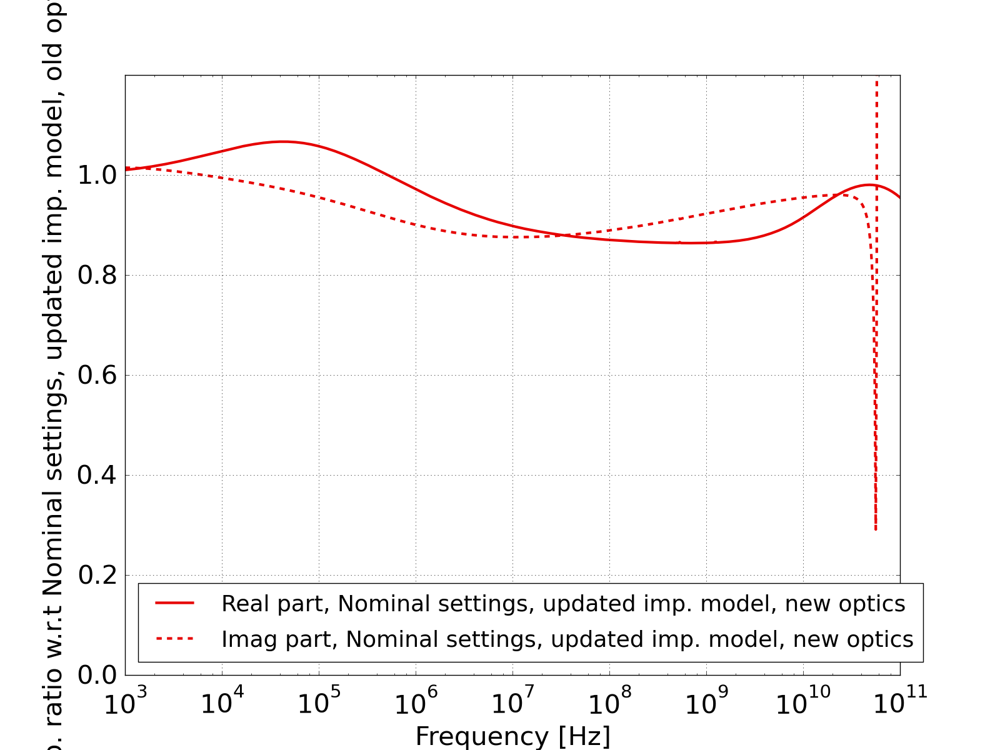 ratio w.r.t Nominal settings, updated imp. model, old
1.0
0.8
0.6
0.4
0.2
0.0
Real part, Nominal settings, updated imp. model, new optics
Imag part, Nominal settings, updated imp. model, new optics
10^3 10^4 10^5 10^6 10^7 10^8 10^9 10^10 10^11
Frequency [Hz]